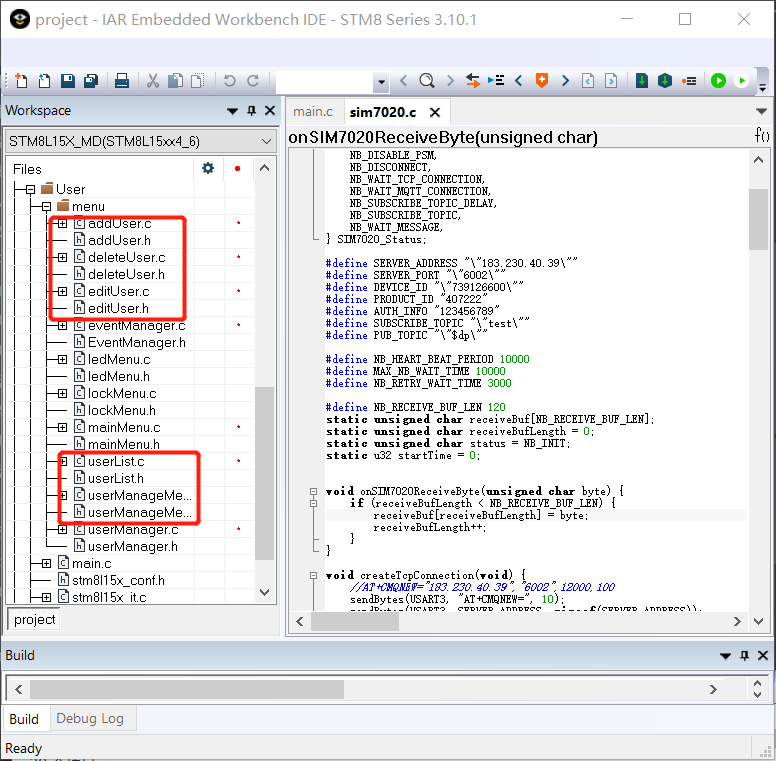 project - IAR Embedded Workbench IDE - STM8 Series 3.10.1
Workspace
STM8L15X_MD(STM8L15xx4_6)
Files
User
menu
addUser.c
addUser.h
deleteUser.c
deleteUser.h
editUser.c
editUser.h
eventManager.c
EventManager.h
ledMenu.c
ledMenu.h
lockMenu.c
lockMenu.h
mainMenu.c
mainMenu.h
userList.c
userList.h
userManageMe...
userManageMe...
userManager.c
userManager.h
main.c
stm8l15x_conf.h
stm8l15x_it.c
project
main.c
sim7020.c
onSIM7020ReceiveByte(unsigned char)
f()
NB_DISABLE_PSM,
NB_DISCONNECT,
NB_WAIT_TCP_CONNECTION,
NB_WAIT_MQTT_CONNECTION,
NB_SUBSCRIBE_TOPIC_DELAY,
NB_SUBSCRIBE_TOPIC,
NB_WAIT_MESSAGE,
} SIM7020_Status;
#define SERVER_ADDRESS "\"183.230.40.39\""
#define SERVER_PORT "\"6002\""
#define DEVICE_ID "\"739126600\""
#define PRODUCT_ID "407222"
#define AUTH_INFO "123456789"
#define SUBSCRIBE_TOPIC "\"test\""
#define PUB_TOPIC "\"$dp\""
#define NB_HEART_BEAT_PERIOD 10000
#define MAX_NB_WAIT_TIME 10000
#define NB_RETRY_WAIT_TIME 3000
#define NB_RECEIVE_BUF_LEN 120
static unsigned char receiveBuf[NB_RECEIVE_BUF_LEN];
static unsigned char receiveBufLength = 0;
static unsigned char status = NB_INIT;
static u32 startTime = 0;
void onSIM7020ReceiveByte(unsigned char byte) {
if (receiveBufLength < NB_RECEIVE_BUF_LEN) {
receiveBuf[receiveBufLength] = byte;
receiveBufLength++;
}
}
void createTcpConnection(void) {
//AT+CMQNEW="183.230.40.39","6002",12000,100
sendBytes(USART3, "AT+CMQNEW=", 10);
sendBytes(USART3, SERVER_ADDRESS, sizeof(SERVER_ADDRESS));
Build
Build
Debug Log
Ready